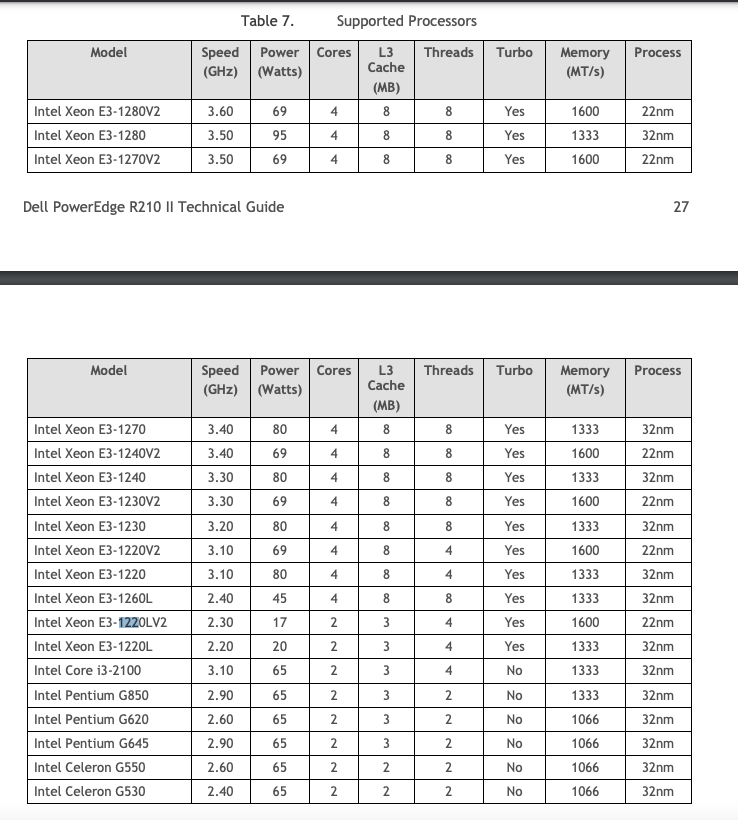 Table 7. Supported Processors
Model Speed (GHz) Power (Watts) Cores L3 Cache (MB) Threads Turbo Memory (MT/s) Process
Intel Xeon E3-1280V2 3.60 69 4 8 8 Yes 1600 22nm
Intel Xeon E3-1280 3.50 95 4 8 8 Yes 1333 32nm
Intel Xeon E3-1270V2 3.50 69 4 8 8 Yes 1600 22nm
Dell PowerEdge R210 II Technical Guide 27
Model Speed (GHz) Power (Watts) Cores L3 Cache (MB) Threads Turbo Memory (MT/s) Process
Intel Xeon E3-1270 3.40 80 4 8 8 Yes 1333 32nm
Intel Xeon E3-1240V2 3.40 69 4 8 8 Yes 1600 22nm
Intel Xeon E3-1240 3.30 80 4 8 8 Yes 1333 32nm
Intel Xeon E3-1230V2 3.30 69 4 8 8 Yes 1600 22nm
Intel Xeon E3-1230 3.20 80 4 8 8 Yes 1333 32nm
Intel Xeon E3-1220V2 3.10 69 4 8 4 Yes 1600 22nm
Intel Xeon E3-1220 3.10 80 4 8 4 Yes 1333 32nm
Intel Xeon E3-1260L 2.40 45 4 8 8 Yes 1333 32nm
Intel Xeon E3-1220LV2 2.30 17 2 3 4 Yes 1600 22nm
Intel Xeon E3-1220L 2.20 20 2 3 4 Yes 1333 32nm
Intel Core i3-2100 3.10 65 2 3 4 No 1333 32nm
Intel Pentium G850 2.90 65 2 3 2 No 1333 32nm
Intel Pentium G620 2.60 65 2 3 2 No 1066 32nm
Intel Pentium G645 2.90 65 2 3 2 No 1066 32nm
Intel Celeron G550 2.60 65 2 2 2 No 1066 32nm
Intel Celeron G530 2.40 65 2 2 2 No 1066 32nm